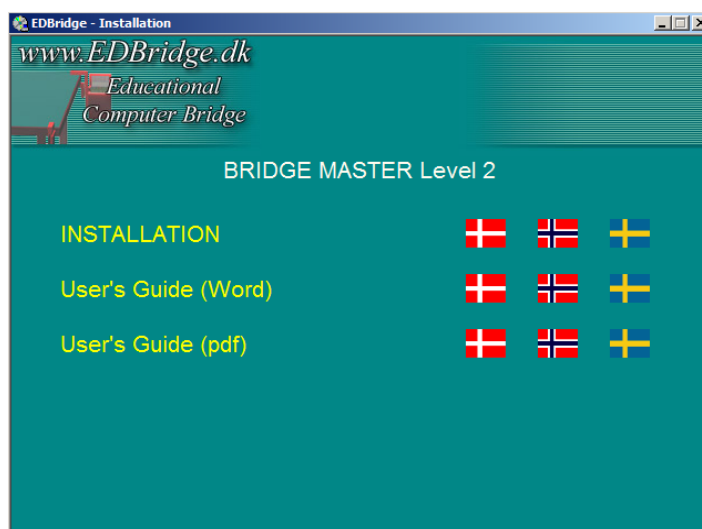 EDBridge - Installation
www.EDBridge.dk
Educational
Computer Bridge
BRIDGE MASTER Level 2
INSTALLATION
User's Guide (Word)
User's Guide (pdf)